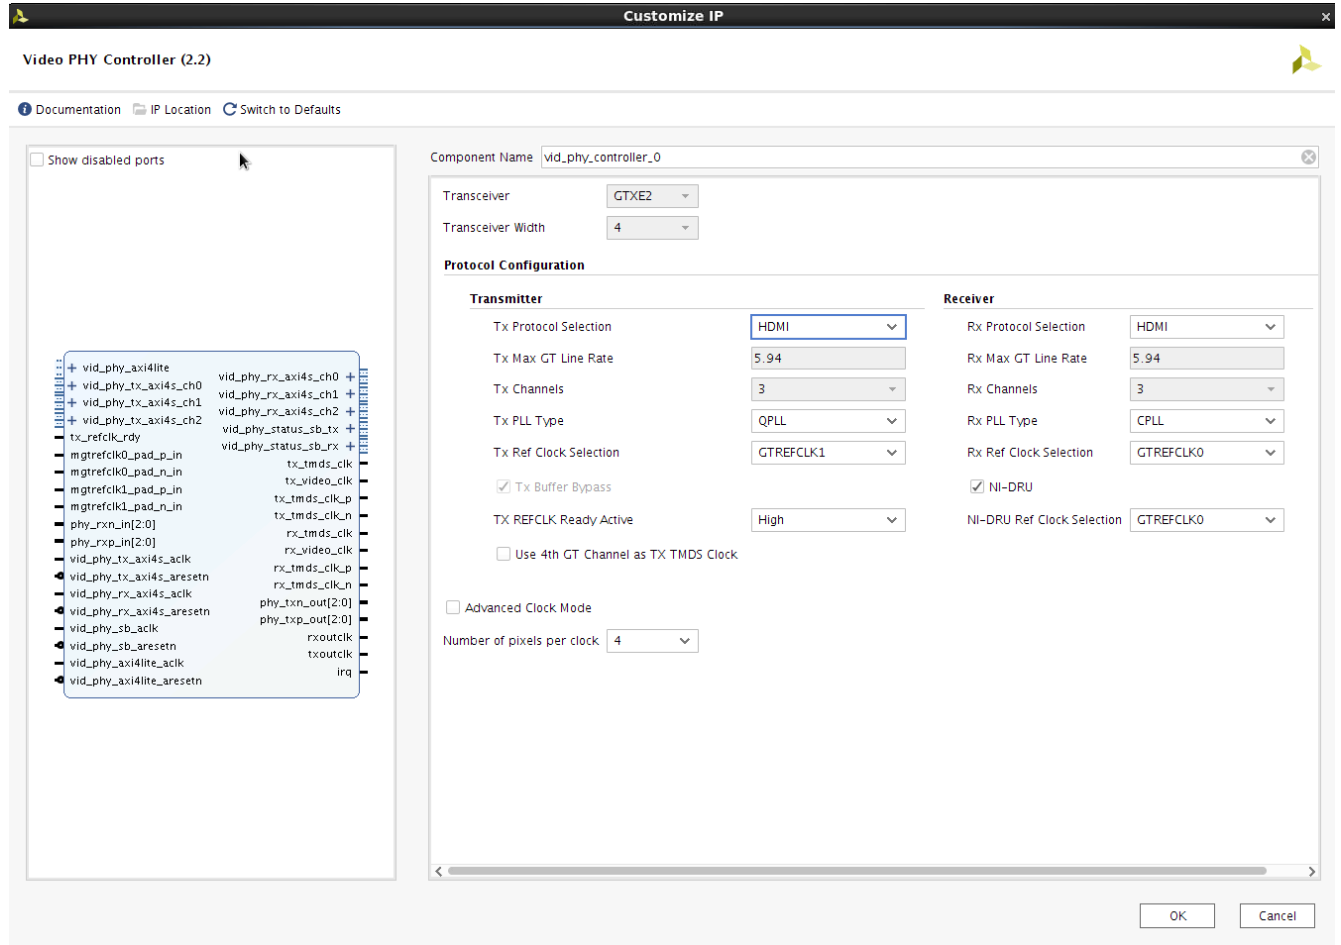 Customize IP
Video PHY Controller (2.2)
Documentation IP Location Switch to Defaults
Show disabled ports
vid_phy_axi4lite
vid_phy_tx_axi4s_ch0
vid_phy_tx_axi4s_ch1
vid_phy_tx_axi4s_ch2
tx_refclk_rdy
mgtrefclk0_pad_p_in
mgtrefclk0_pad_n_in
mgtrefclk1_pad_p_in
mgtrefclk1_pad_n_in
phy_rxn_in[2:0]
phy_rxp_in[2:0]
vid_phy_tx_axi4s_aclk
vid_phy_tx_axi4s_aresetn
vid_phy_rx_axi4s_aclk
vid_phy_rx_axi4s_aresetn
vid_phy_sb_aclk
vid_phy_sb_aresetn
vid_phy_axi4lite_aclk
vid_phy_axi4lite_aresetn
vid_phy_rx_axi4s_ch0
vid_phy_rx_axi4s_ch1
vid_phy_rx_axi4s_ch2
vid_phy_status_sb_tx
vid_phy_status_sb_rx
tx_tmds_clk
tx_video_clk
tx_tmds_clk_p
tx_tmds_clk_n
rx_tmds_clk
rx_video_clk
rx_tmds_clk_p
rx_tmds_clk_n
phy_txn_out[2:0]
phy_txp_out[2:0]
rxoutclk
txoutclk
irq
Component Name vid_phy_controller_0
Transceiver GTXE2
Transceiver Width 4
Protocol Configuration
Transmitter
Tx Protocol Selection HDMI
Tx Max GT Line Rate 5.94
Tx Channels 3
Tx PLL Type QPLL
Tx Ref Clock Selection GTREFCLK1
Tx Buffer Bypass
TX REFCLK Ready Active High
Use 4th GT Channel as TX TMDS Clock
Receiver
Rx Protocol Selection HDMI
Rx Max GT Line Rate 5.94
Rx Channels 3
Rx PLL Type CPLL
Rx Ref Clock Selection GTREFCLK0
NI-DRU
NI-DRU Ref Clock Selection GTREFCLK0
Advanced Clock Mode
Number of pixels per clock 4
OK Cancel